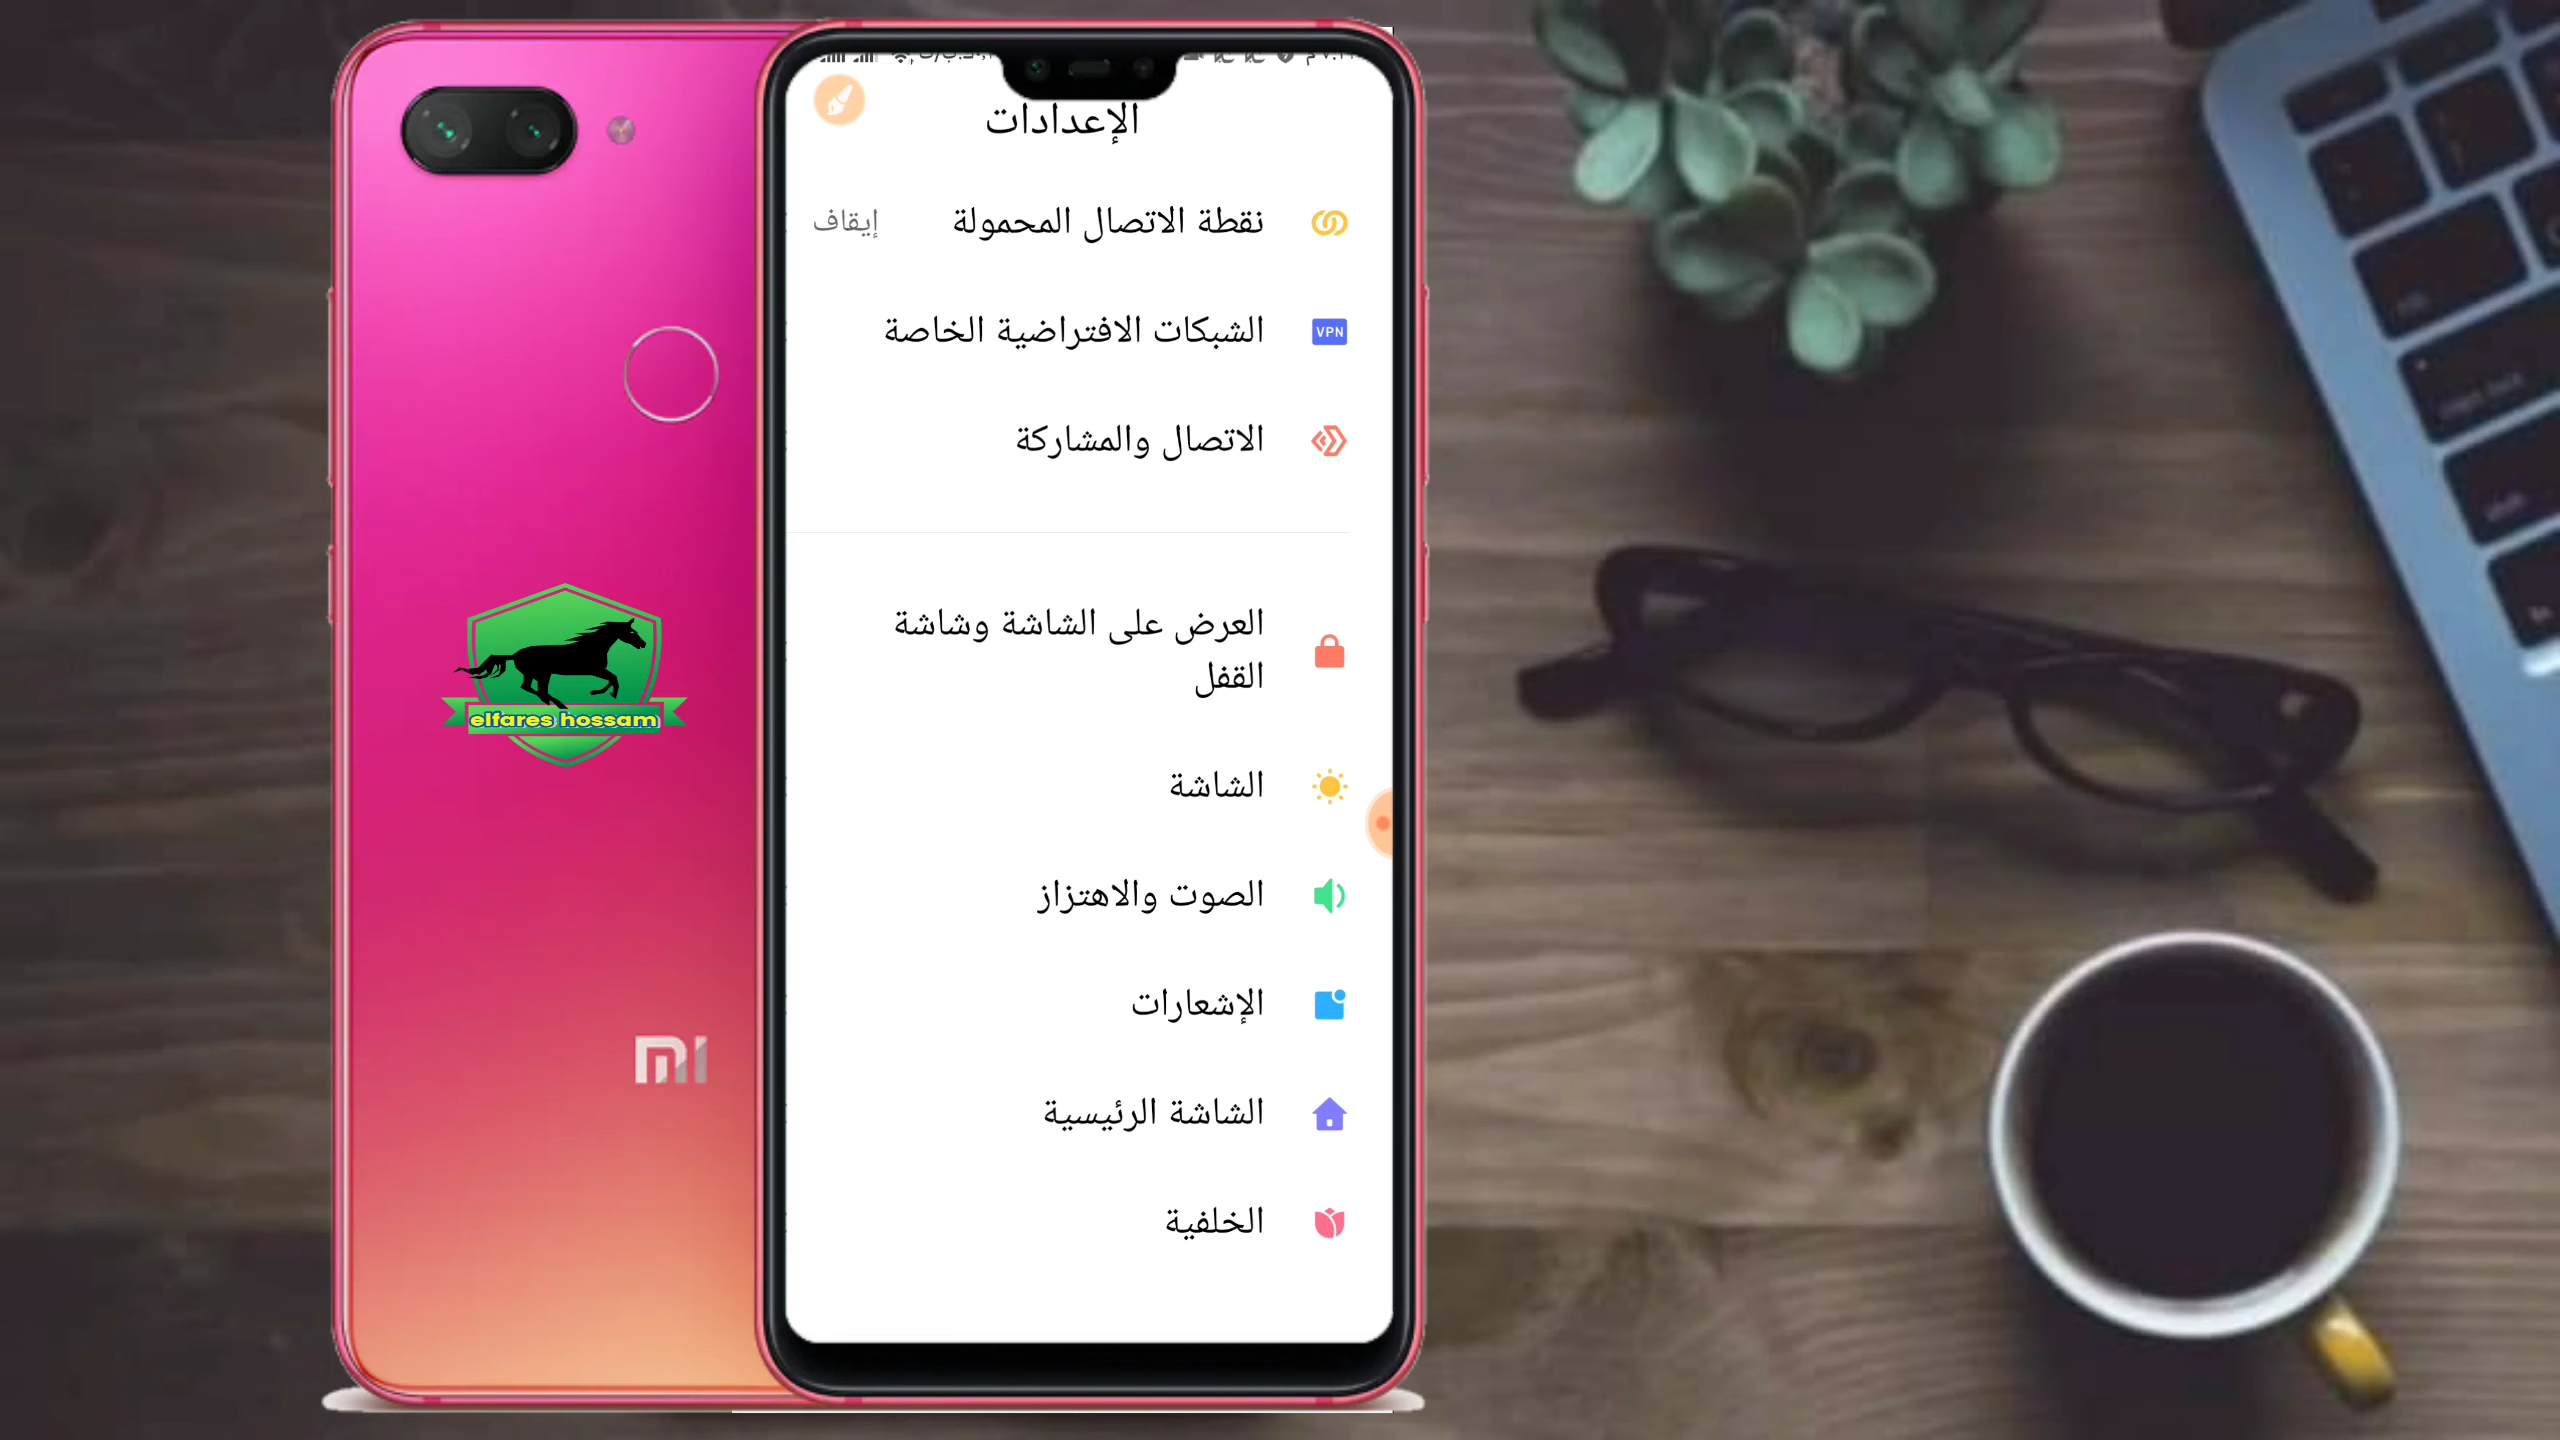 الإعدادات
نقطة الاتصال المحمولة
إيقاف
الشبكات الافتراضية الخاصة
VPN
الاتصال والمشاركة
العرض على الشاشة وشاشة
القفل
الشاشة
الصوت والاهتزاز
الإشعارات
الشاشة الرئيسية
الخلفية
elfares hossam
MI